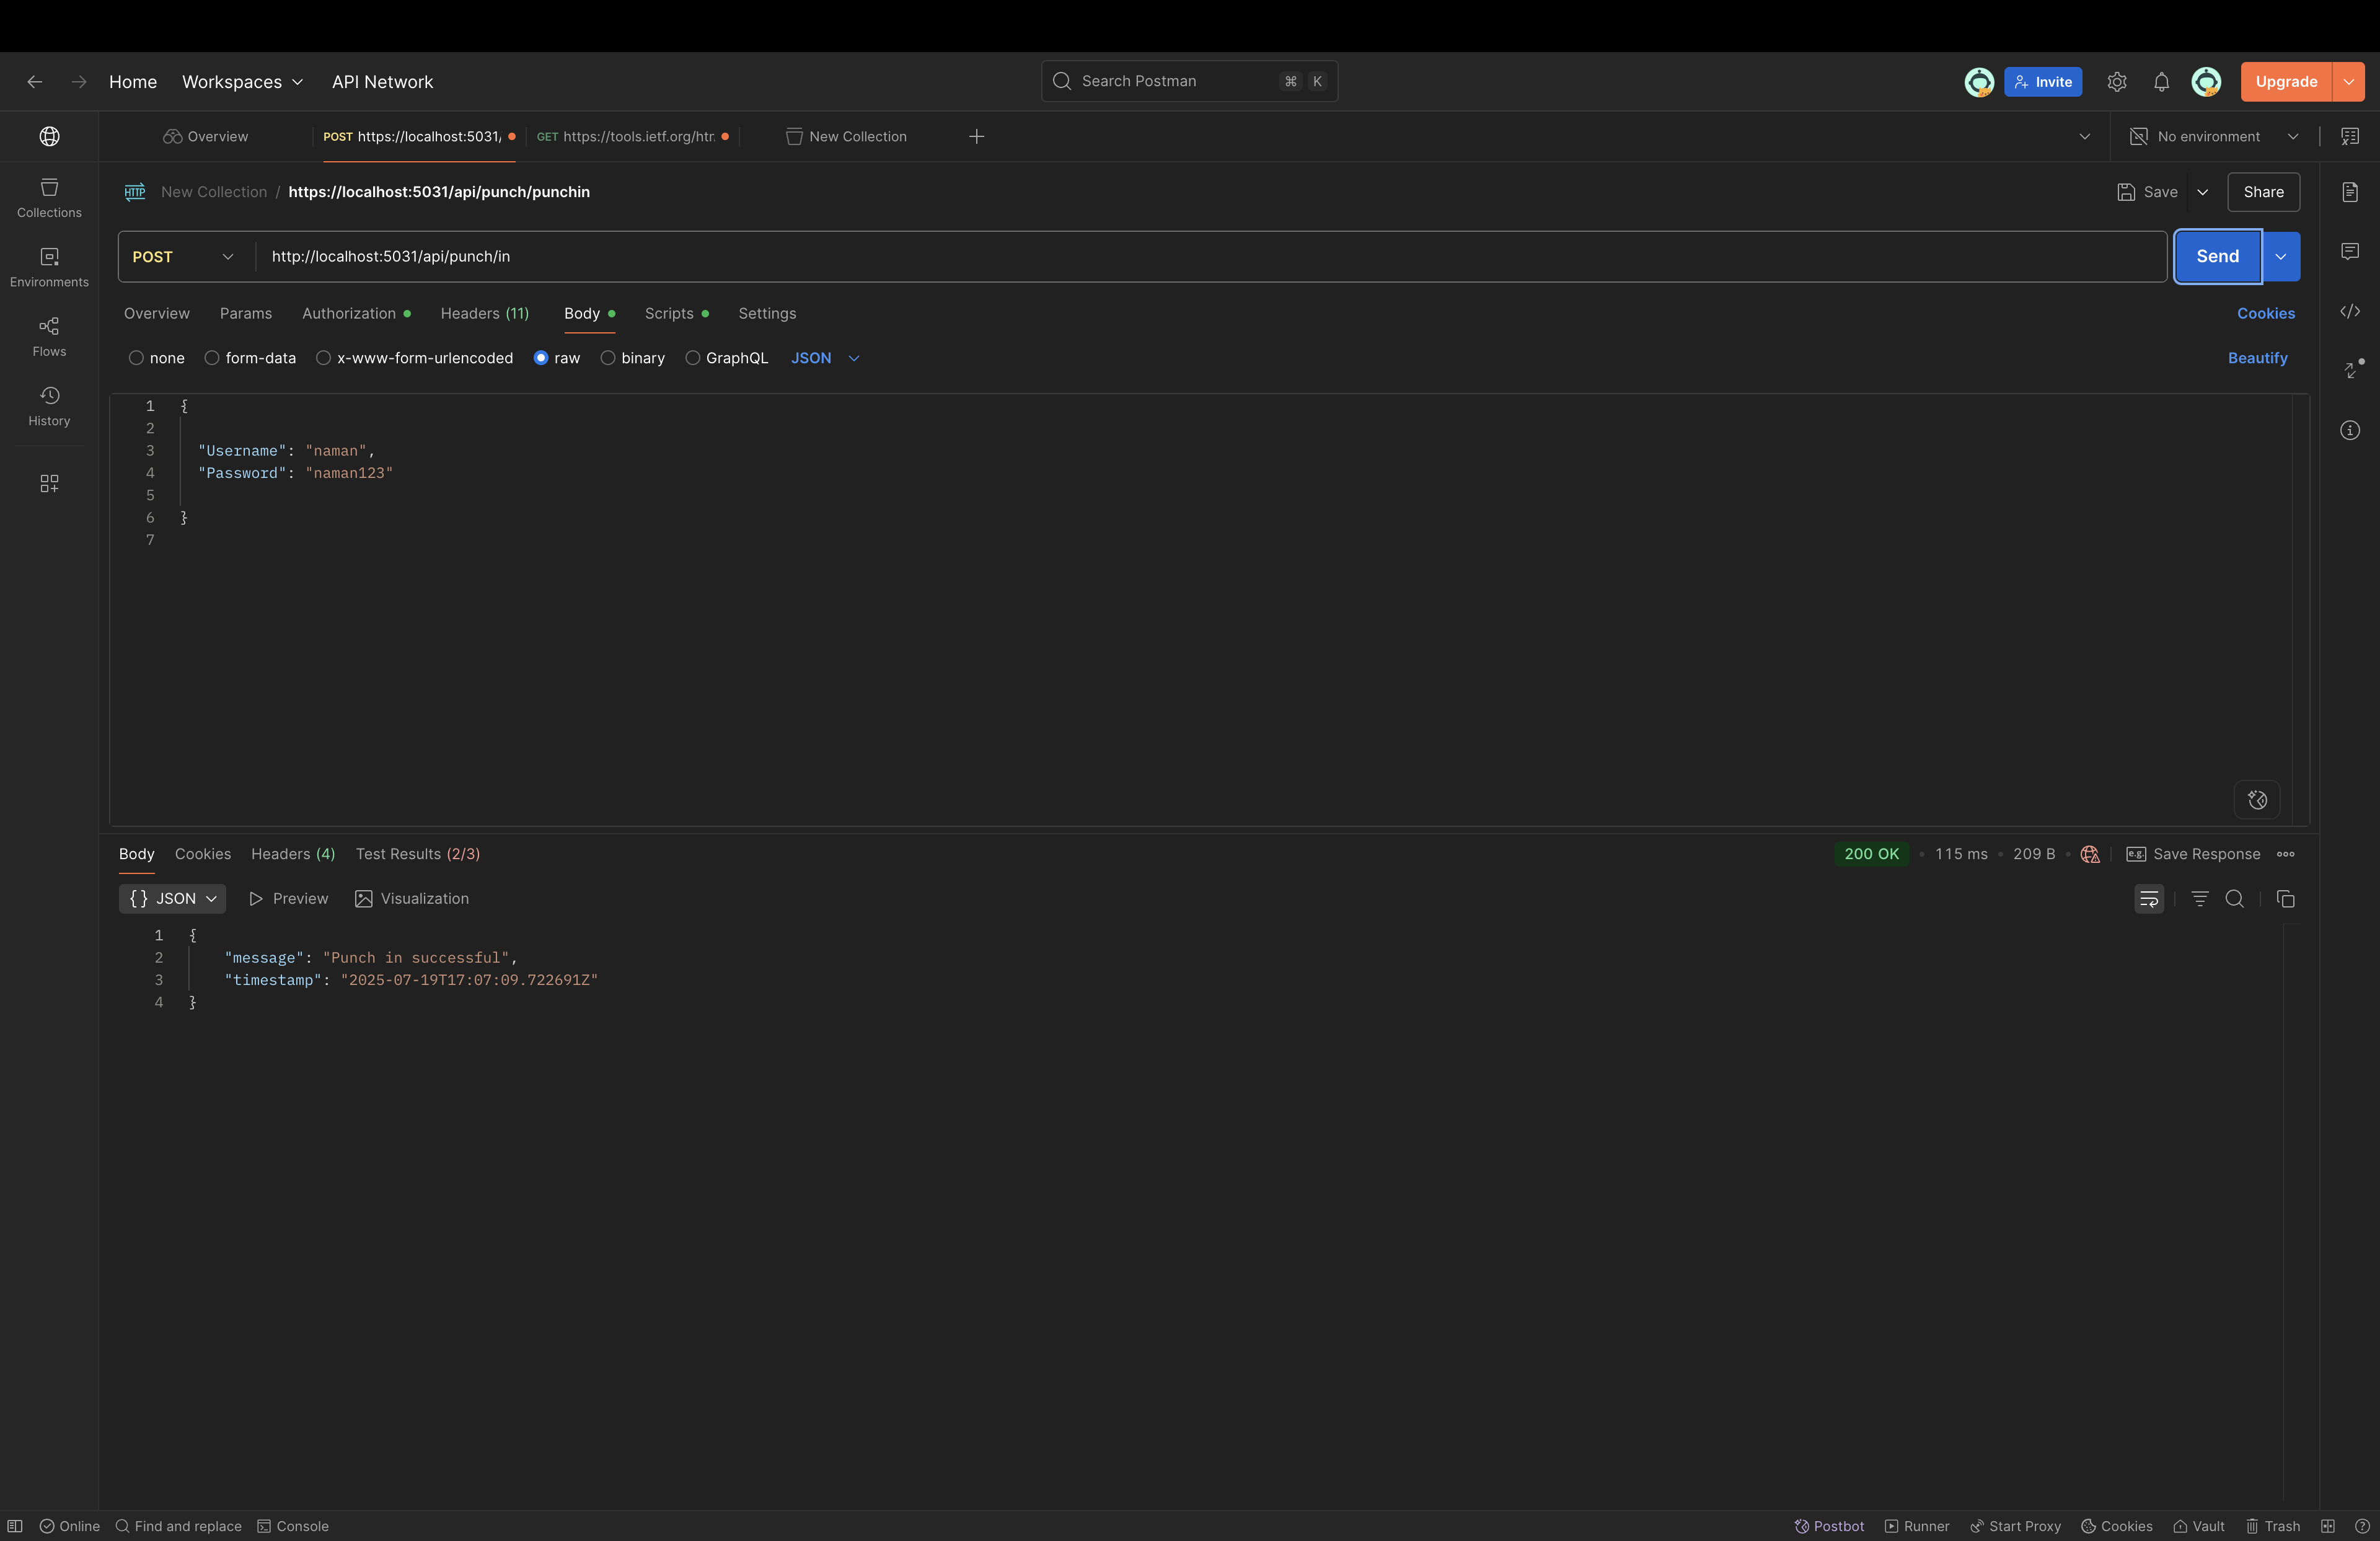 Home Workspaces API Network Search Postman ⌘ K Invite Upgrade
Overview POST https://localhost:5031/ GET https://tools.ietf.org/htr New Collection No environment
New Collection / https://localhost:5031/api/punch/punchin Save Share
POST http://localhost:5031/api/punch/in Send
Overview Params Authorization Headers (11) Body Scripts Settings Cookies
none form-data x-www-form-urlencoded raw binary GraphQL JSON Beautify
Collections
Environments
Flows
History
1 {
2
3 "Username": "naman",
4 "Password": "naman123"
5
6 }
7
Body Cookies Headers (4) Test Results (2/3) 200 OK 115 ms 209 B e.g. Save Response
{} JSON Preview Visualization
1 {
2 "message": "Punch in successful",
3 "timestamp": "2025-07-19T17:07:09.722691Z"
4 }
Online Find and replace Console Postbot Runner Start Proxy Cookies Vault Trash